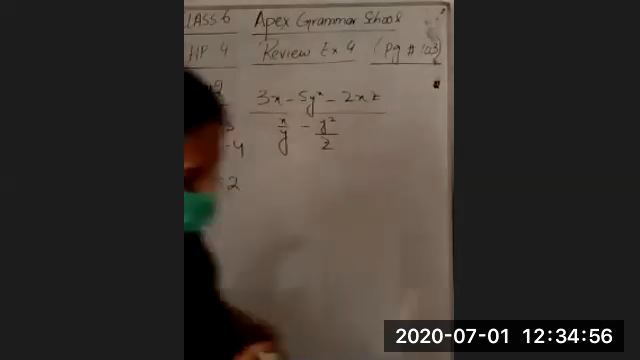 LASS 6 Apex Grammar School
HP 4 Review Ex 4 (Pg # 103)
3x - 5y² - 2xz
x/y - y²/z
-4
2
2020-07-01 12:34:56